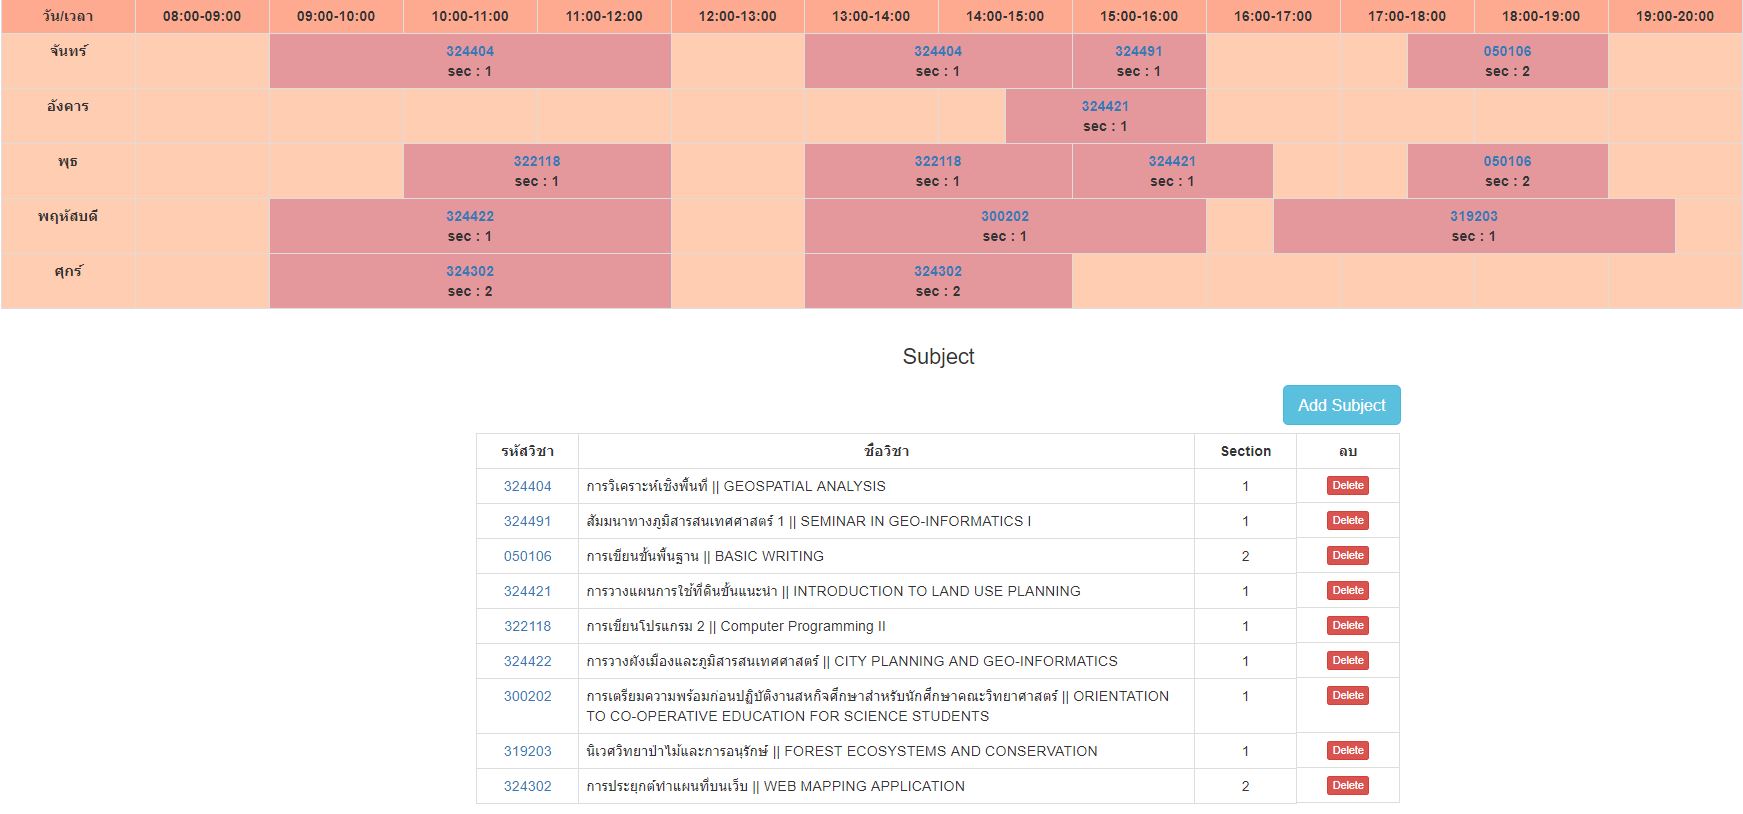 วัน/เวลา 08:00-09:00 09:00-10:00 10:00-11:00 11:00-12:00 12:00-13:00 13:00-14:00 14:00-15:00 15:00-16:00 16:00-17:00 17:00-18:00 18:00-19:00 19:00-20:00
จันทร์ 324404 324404 324491 050106
sec : 1 sec : 1 sec : 1 sec : 2
อังคาร 324421
sec : 1
พุธ 322118 322118 324421 050106
sec : 1 sec : 1 sec : 1 sec : 2
พฤหัสบดี 324422 300202 319203
sec : 1 sec : 1 sec : 1
ศุกร์ 324302 324302
sec : 2 sec : 2
Subject
Add Subject
รหัสวิชา ชื่อวิชา Section ลบ
324404 การวิเคราะห์เชิงพื้นที่ || GEOSPATIAL ANALYSIS 1 Delete
324491 สัมมนาทางภูมิสารสนเทศศาสตร์ 1 || SEMINAR IN GEO-INFORMATICS I 1 Delete
050106 การเขียนขั้นพื้นฐาน || BASIC WRITING 2 Delete
324421 การวางแผนการใช้ที่ดินขั้นแนะนำ || INTRODUCTION TO LAND USE PLANNING 1 Delete
322118 การเขียนโปรแกรม 2 || Computer Programming II 1 Delete
324422 การวางผังเมืองและภูมิสารสนเทศศาสตร์ || CITY PLANNING AND GEO-INFORMATICS 1 Delete
300202 การเตรียมความพร้อมก่อนปฏิบัติงานสหกิจศึกษาสำหรับนักศึกษาคณะวิทยาศาสตร์ || ORIENTATION 1 Delete
TO CO-OPERATIVE EDUCATION FOR SCIENCE STUDENTS
319203 นิเวศวิทยาป่าไม้และการอนุรักษ์ || FOREST ECOSYSTEMS AND CONSERVATION 1 Delete
324302 การประยุกต์ทำแผนที่บนเว็บ || WEB MAPPING APPLICATION 2 Delete